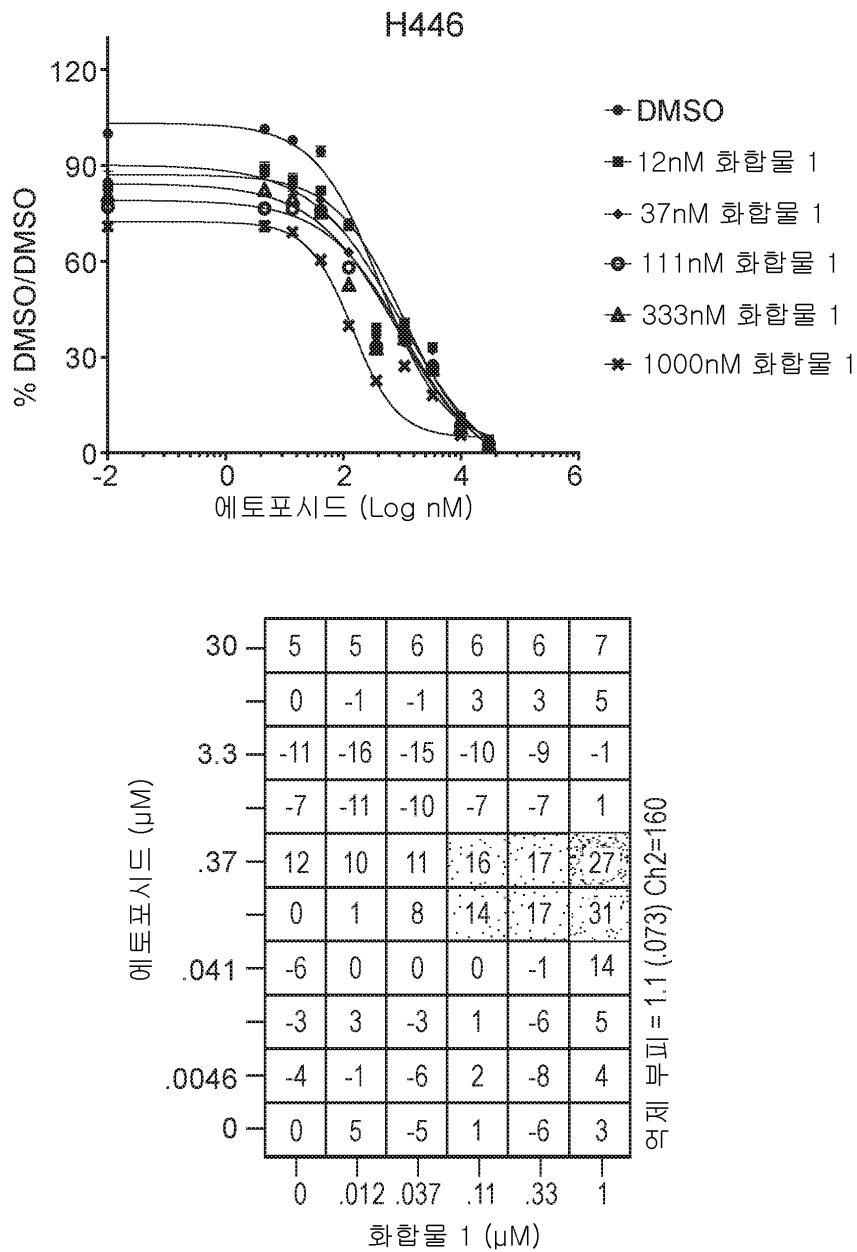 H446
120
90
60
30
0
% DMSO/DMSO
-2
0
2
4
6
에토포시드 (Log nM)
DMSO
12nM 화합물 1
37nM 화합물 1
111nM 화합물 1
333nM 화합물 1
1000nM 화합물 1
에토포시드 (µM)
30 5 5 6 6 6 7
0 -1 -1 3 3 5
3.3 -11 -16 -15 -10 -9 -1
-7 -11 -10 -7 -7 1
.37 12 10 11 16 17 27
0 1 8 14 17 31
.041 -6 0 0 0 -1 14
-3 3 -3 1 -6 5
.0046 -4 -1 -6 2 -8 4
0 0 5 -5 1 -6 3
0 .012 .037 .11 .33 1
화합물 1 (µM)
억제 부피 = 1.1 (.073) Ch2=160